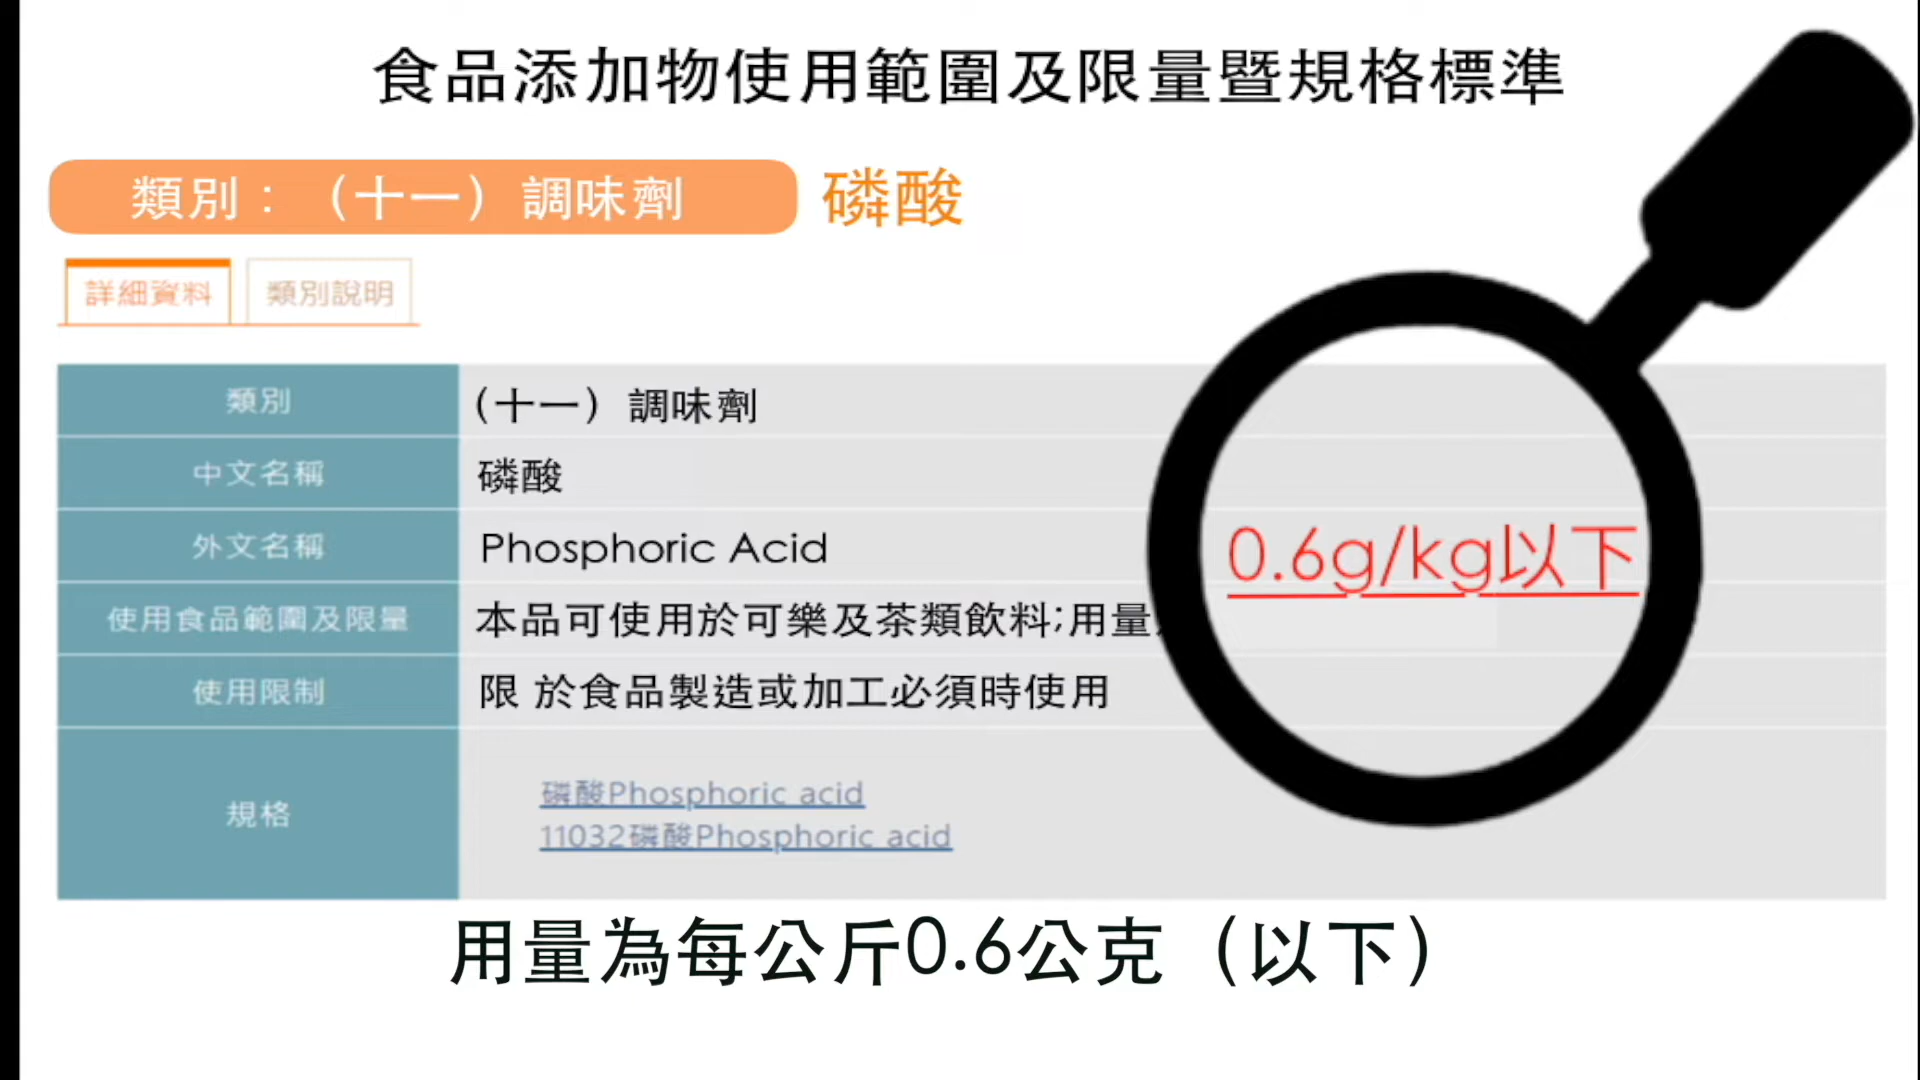 食品添加物使用範圍及限量暨規格標準
類別：（十一）調味劑 磷酸
詳細資料 類別說明
類別 （十一）調味劑
中文名稱 磷酸
外文名稱 Phosphoric Acid
0.6g/kg以下
使用食品範圍及限量 本品可使用於可樂及茶類飲料;用量
使用限制 限 於食品製造或加工必須時使用
規格 磷酸Phosphoric acid
11032磷酸Phosphoric acid
用量為每公斤0.6公克（以下）